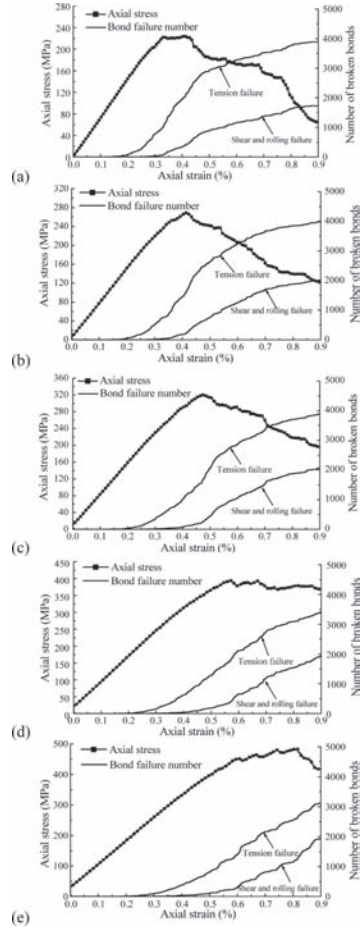 280
240
200
160
120
80
40
0
Axial stress (MPa)
Axial stress
Bond failure number
Tension failure
Shear and rolling failure
5000
4000
3000
2000
1000
0
Number of broken bonds
0.0 0.1 0.2 0.3 0.4 0.5 0.6 0.7 0.8 0.9
Axial strain (%)
(a)
320
280
240
200
160
120
80
40
0
Axial stress (MPa)
Axial stress
Bond failure number
Tension failure
Shear and rolling failure
5000
4000
3000
2000
1000
0
Number of broken bonds
0.0 0.1 0.2 0.3 0.4 0.5 0.6 0.7 0.8 0.9
Axial strain (%)
(b)
360
320
280
240
200
160
120
80
40
0
Axial stress (MPa)
Axial stress
Bond failure number
Tension failure
Shear and rolling failure
5000
4000
3000
2000
1000
0
Number of broken bonds
0.0 0.1 0.2 0.3 0.4 0.5 0.6 0.7 0.8 0.9
Axial strain (%)
(c)
450
400
350
300
250
200
150
100
50
0
Axial stress (MPa)
Axial stress
Bond failure number
Tension failure
Shear and rolling failure
5000
4000
3000
2000
1000
0
Number of broken bonds
0.0 0.1 0.2 0.3 0.4 0.5 0.6 0.7 0.8 0.9
Axial strain (%)
(d)
500
400
300
200
100
0
Axial stress (MPa)
Axial stress
Bond failure number
Tension failure
Shear and rolling failure
5000
4000
3000
2000
1000
0
Number of broken bonds
0.0 0.1 0.2 0.3 0.4 0.5 0.6 0.7 0.8 0.9
Axial strain (%)
(e)